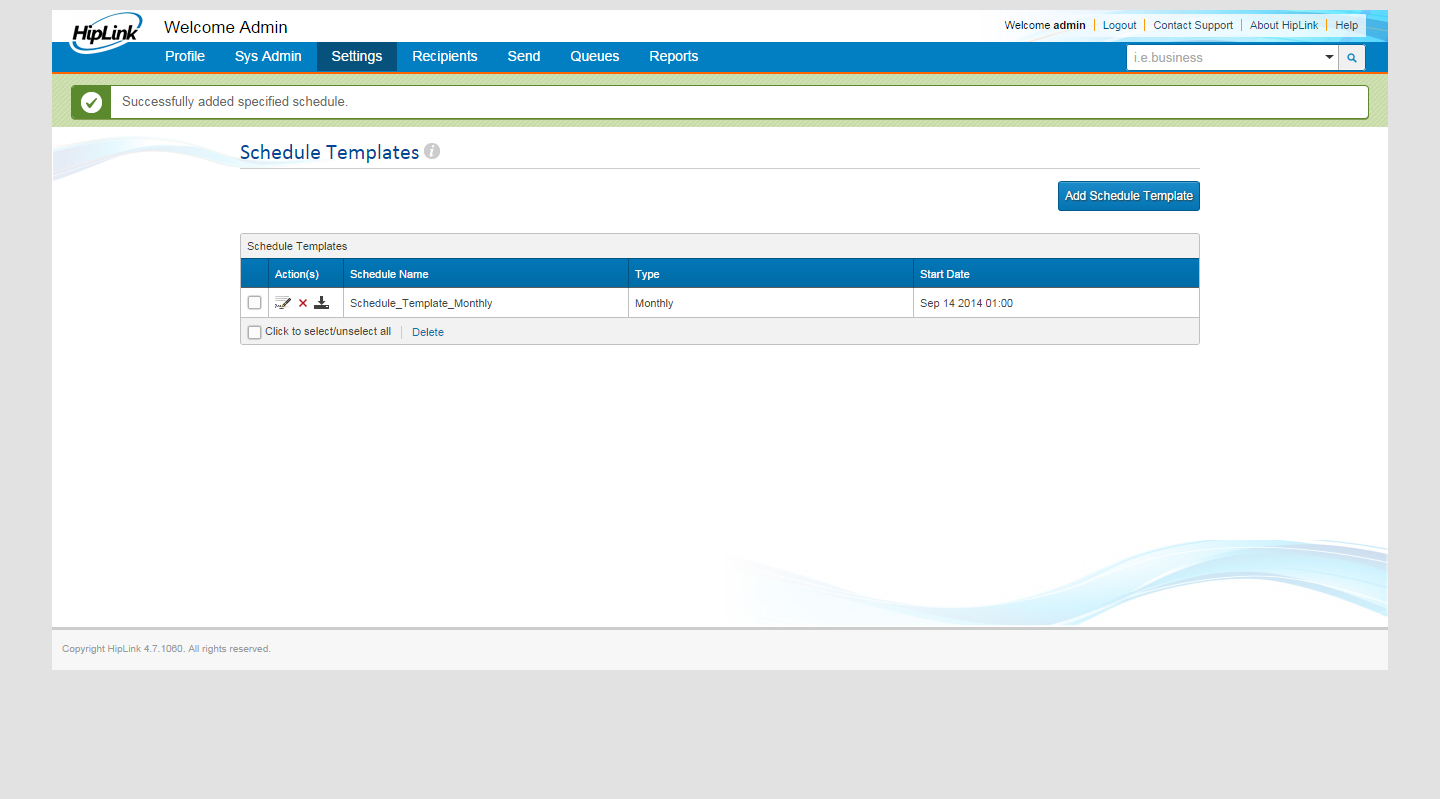 HipLink
Welcome Admin
Welcome admin Logout Contact Support About HipLink Help
Profile Sys Admin Settings Recipients Send Queues Reports
i.e.business
Successfully added specified schedule.
Schedule Templates i
Add Schedule Template
Schedule Templates
Action(s) Schedule Name Type Start Date
Schedule_Template_Monthly Monthly Sep 14 2014 01:00
Click to select/unselect all Delete
Copyright HipLink 4.7.1060. All rights reserved.